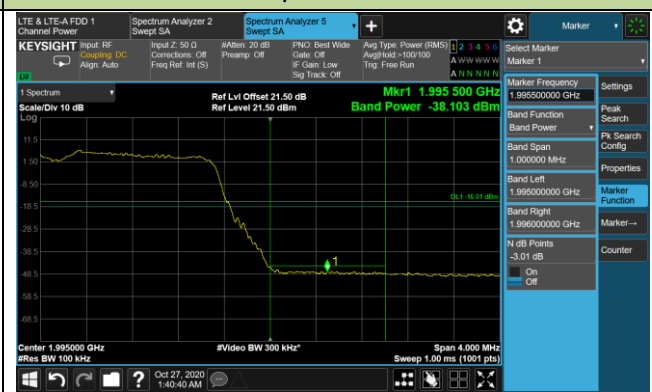 LTE & LTE-A FDD 1
Channel Power
Spectrum Analyzer 2
Swept SA
Spectrum Analyzer 5
Swept SA
Marker
KEYSIGHT
Input: RF
Coupling: DC
Align: Auto
Input Z: 50 Ω
Corrections: Off
Freq Ref: Int (S)
#Atten: 20 dB
Preamp: Off
PNO: Best Wide
Gate: Off
IF Gain: Low
Sig Track: Off
Avg Type: Power (RMS)
Avg|Hold:>100/100
Trig: Free Run
1 2 3 4 5 6
A W W W W W
A N N N N N
Select Marker
Marker 1
LVI
1 Spectrum
Scale/Div 10 dB
Log
Ref Lvl Offset 21.50 dB
Ref Level 21.50 dBm
Mkr1 1.995 500 GHz
Band Power -38.103 dBm
11.5
1.50
-8.50
-18.5
-28.5
-38.5
-48.5
-58.5
-68.5
DL1 -16.01 dBm
1
Center 1.995000 GHz
#Res BW 100 kHz
#Video BW 300 kHz*
Span 4.000 MHz
Sweep 1.00 ms (1001 pts)
Marker Frequency
1.995500000 GHz
Band Function
Band Power
Band Span
1.000000 MHz
Band Left
1.995000000 GHz
Band Right
1.996000000 GHz
N dB Points
-3.01 dB
On
Off
Settings
Peak
Search
Pk Search
Config
Properties
Marker
Function
Marker→
Counter
?
Oct 27, 2020
1:40:40 AM